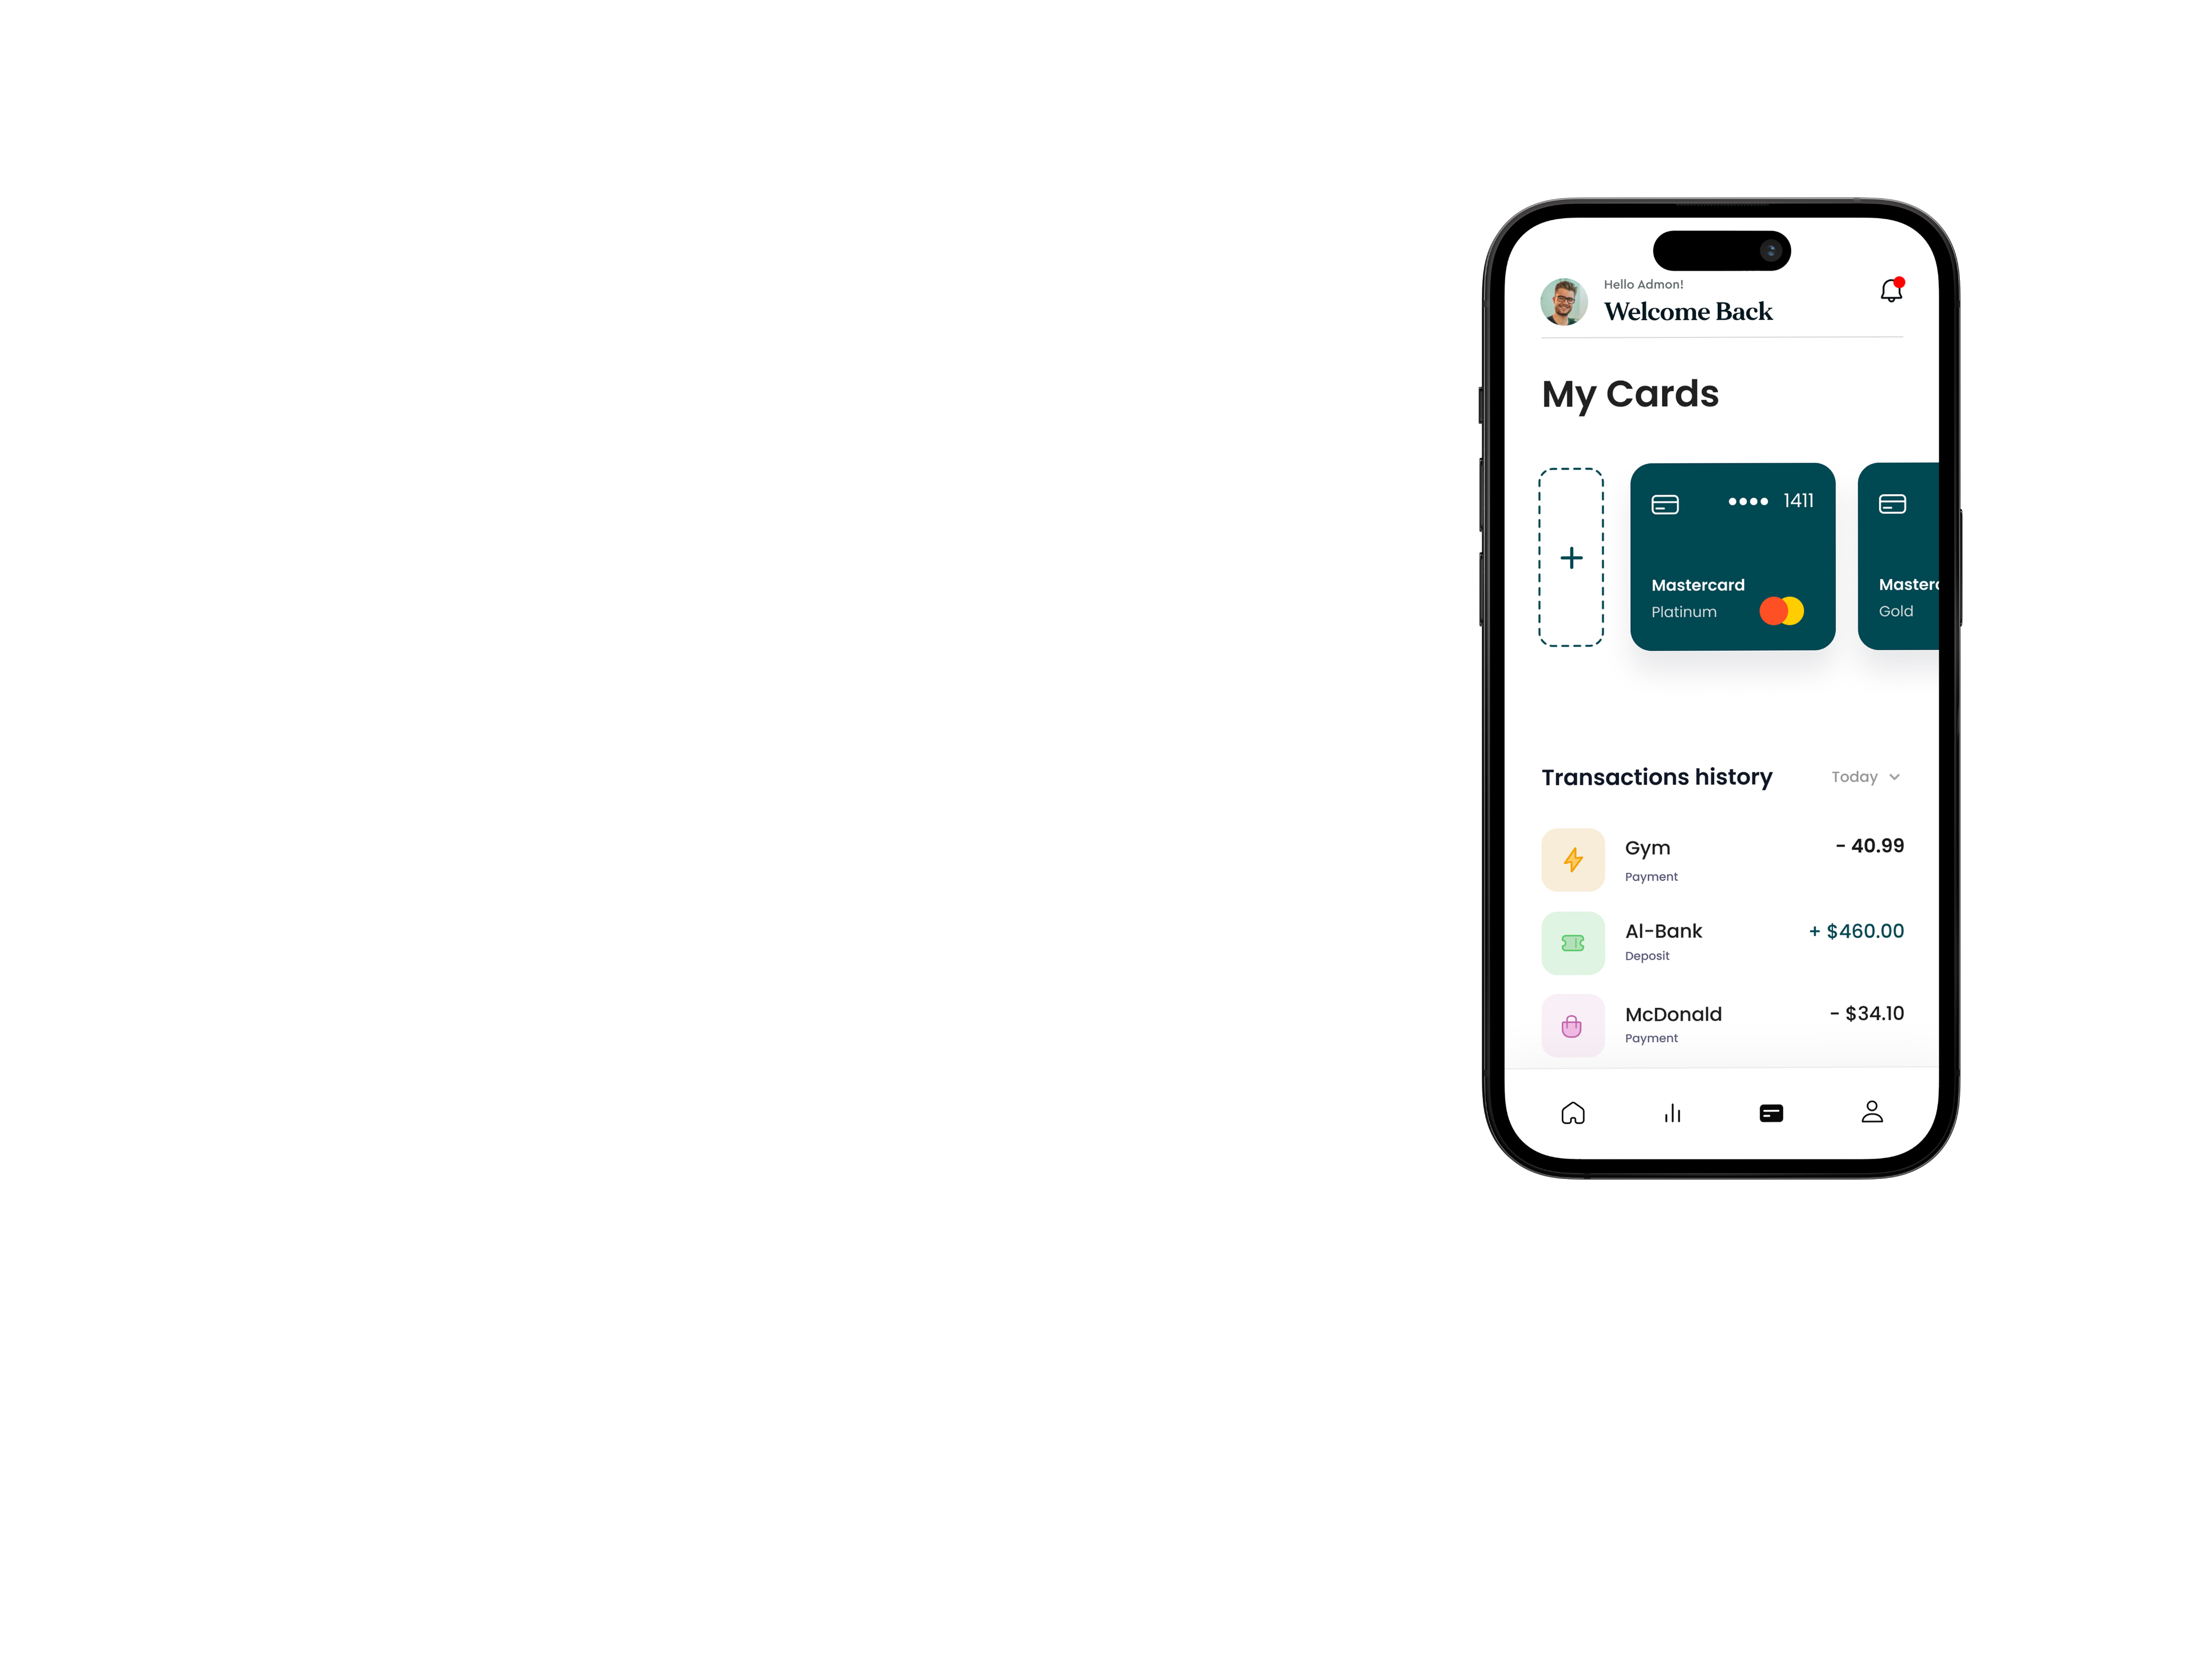 Hello Admon!
Welcome Back
My Cards
•••• 1411
Mastercard
Platinum
Masterc
Gold
Transactions history
Today
Gym
- 40.99
Payment
Al-Bank
+ $460.00
Deposit
McDonald
- $34.10
Payment